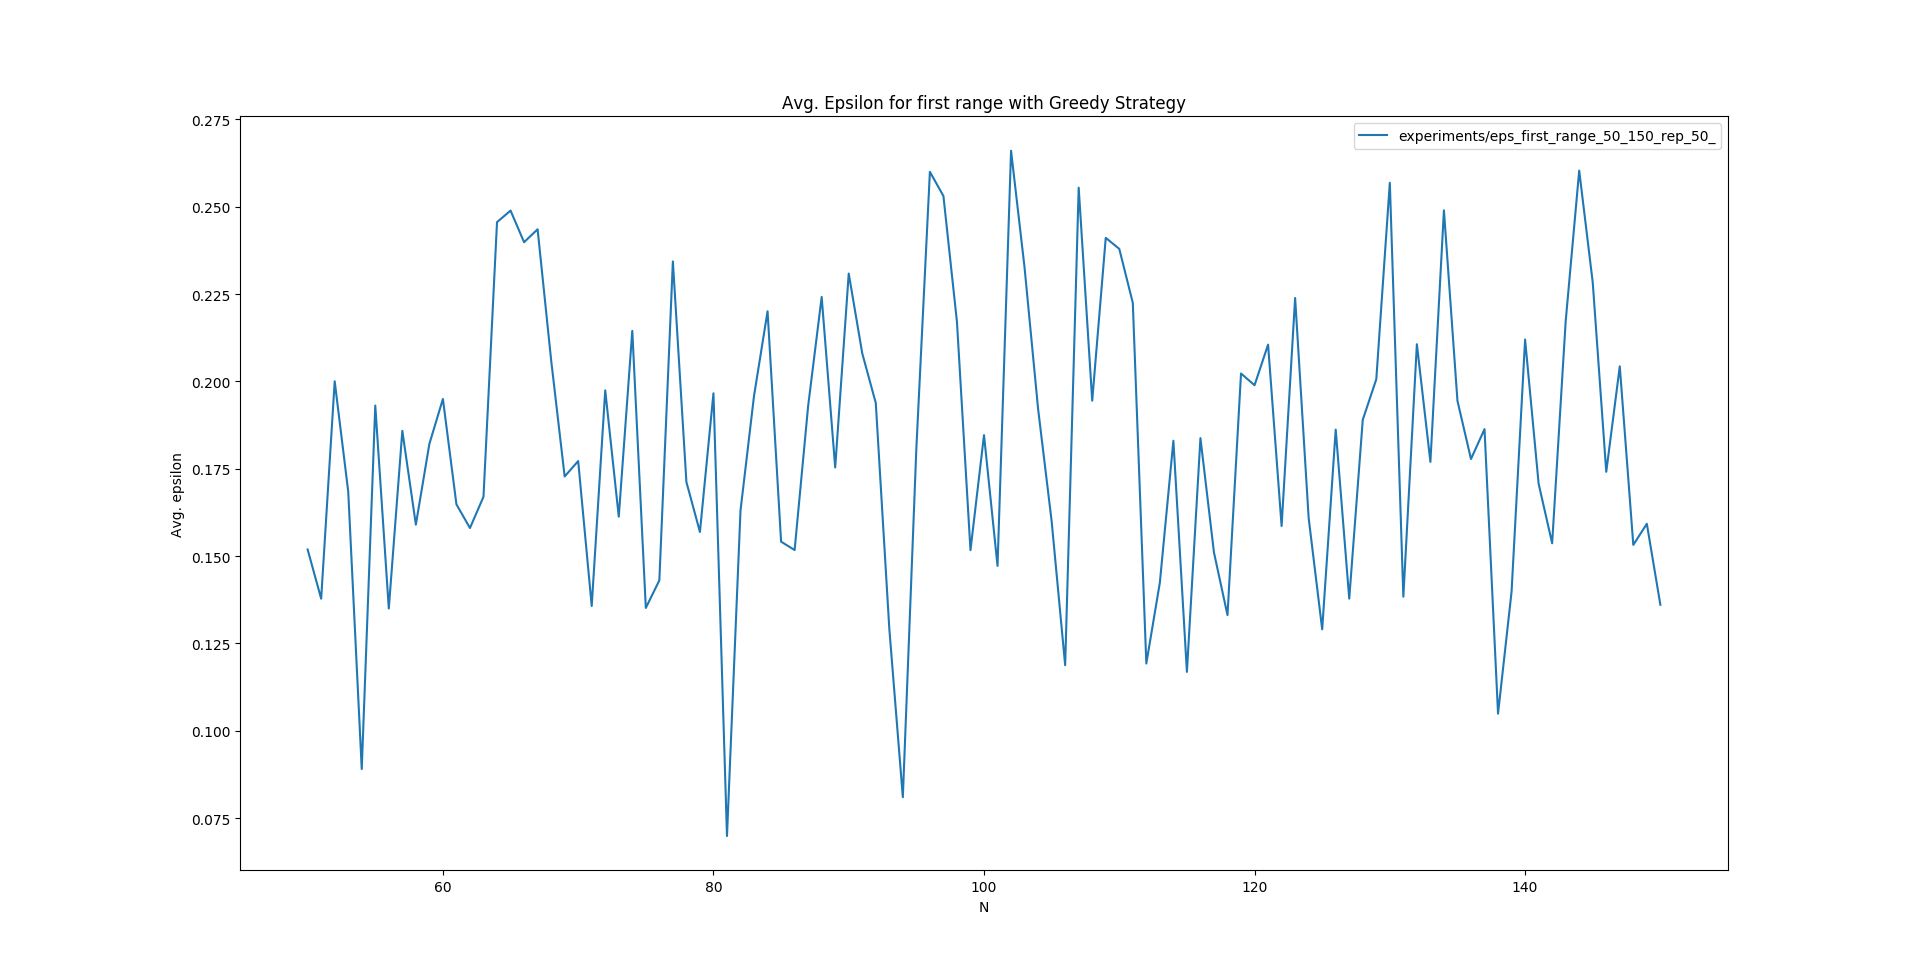 Avg. Epsilon for first range with Greedy Strategy
experiments/eps_first_range_50_150_rep_50_
0.275
0.250
0.225
0.200
0.175
0.150
0.125
0.100
0.075
Avg. epsilon
60 80 100 120 140
N